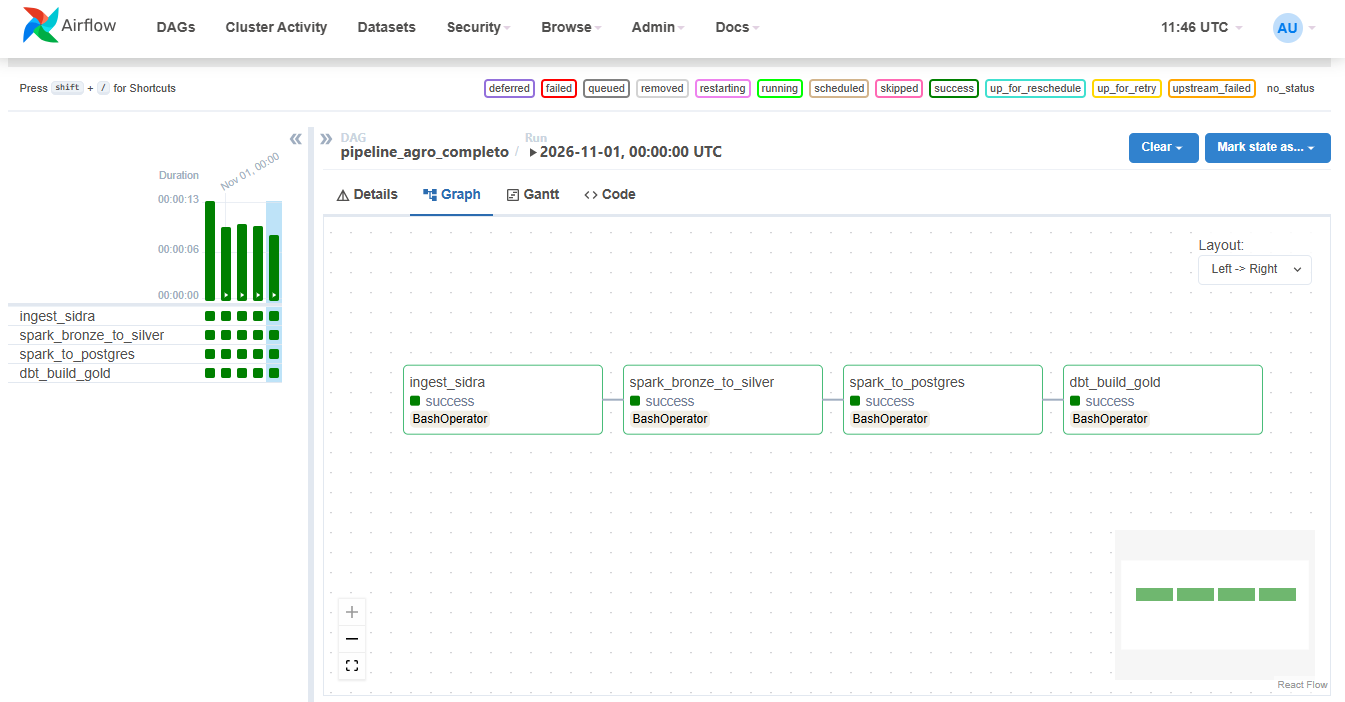 Airflow DAGs Cluster Activity Datasets Security Browse Admin Docs 11:46 UTC AU
Press shift + / for Shortcuts deferred failed queued removed restarting running scheduled skipped success up_for_reschedule up_for_retry upstream_failed no_status
Duration
Nov 01, 00:00
00:00:13
00:00:06
00:00:00
ingest_sidra
spark_bronze_to_silver
spark_to_postgres
dbt_build_gold
DAG Run
pipeline_agro_completo / 2026-11-01, 00:00:00 UTC
Clear Mark state as...
Details Graph Gantt <> Code
Layout:
Left -> Right
ingest_sidra
success
BashOperator
spark_bronze_to_silver
success
BashOperator
spark_to_postgres
success
BashOperator
dbt_build_gold
success
BashOperator
React Flow